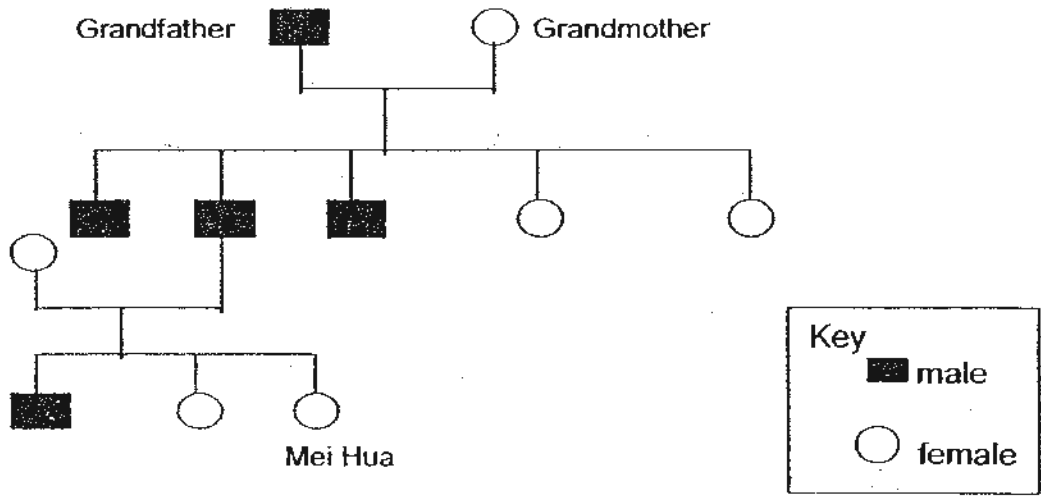 Grandfather
Grandmother
Mei Hua
Key
male
female